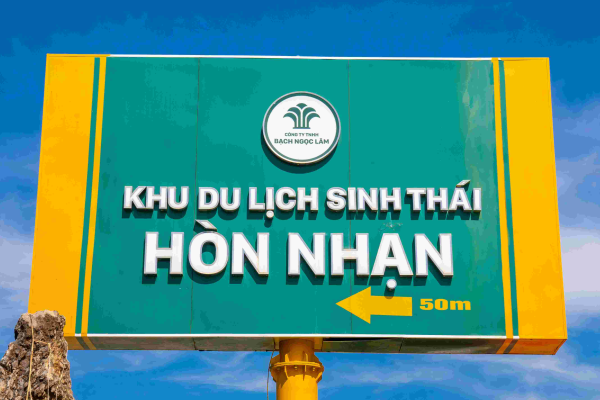 CÔNG TY TNHH
BẠCH NGỌC LÂM
KHU DU LỊCH SINH THÁI
HÒN NHẠN
50m